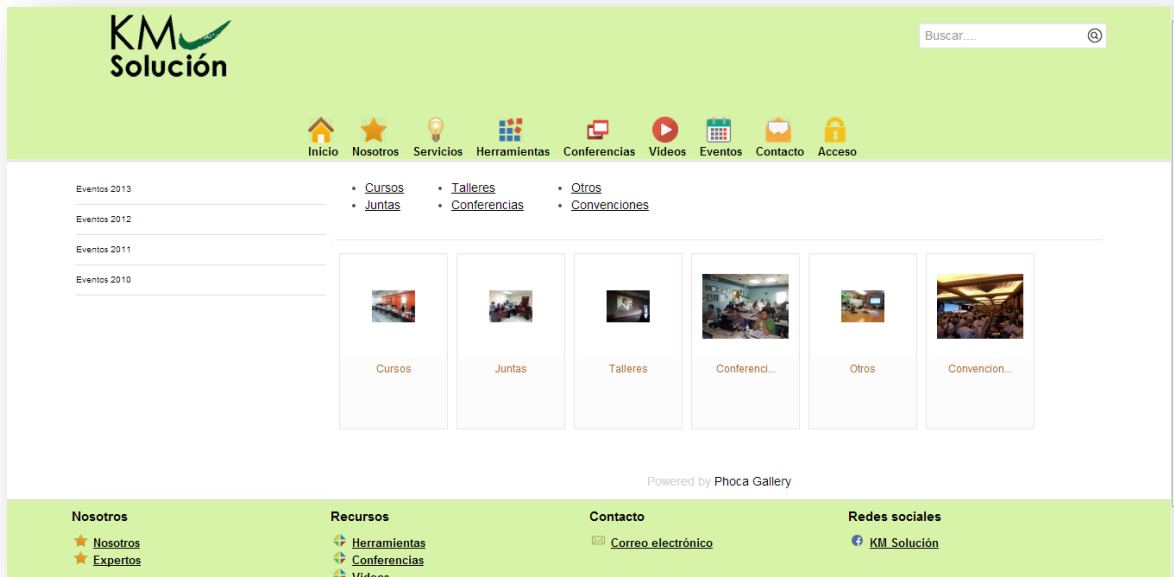 KM
Solución
Buscar....
Inicio Nosotros Servicios Herramientas Conferencias Videos Eventos Contacto Acceso
Eventos 2013
Eventos 2012
Eventos 2011
Eventos 2010
Cursos Talleres Otros
Juntas Conferencias Convenciones
Cursos Juntas Talleres Conferenci... Otros Convencion...
Powered by Phoca Gallery
Nosotros Recursos Contacto Redes sociales
Nosotros Herramientas Correo electrónico KM Solución
Expertos Conferencias
Videos